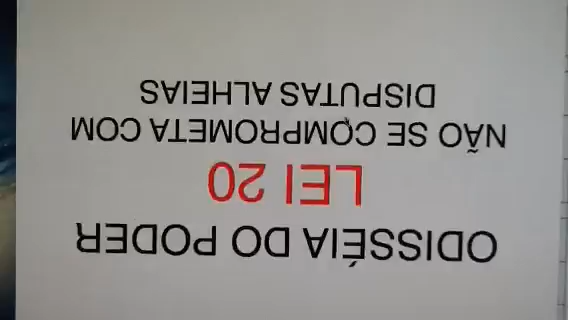 ODISSÉIA DO PODER
LEI 20
NÃO SE COMPROMETA COM
DISPUTAS ALHEIAS